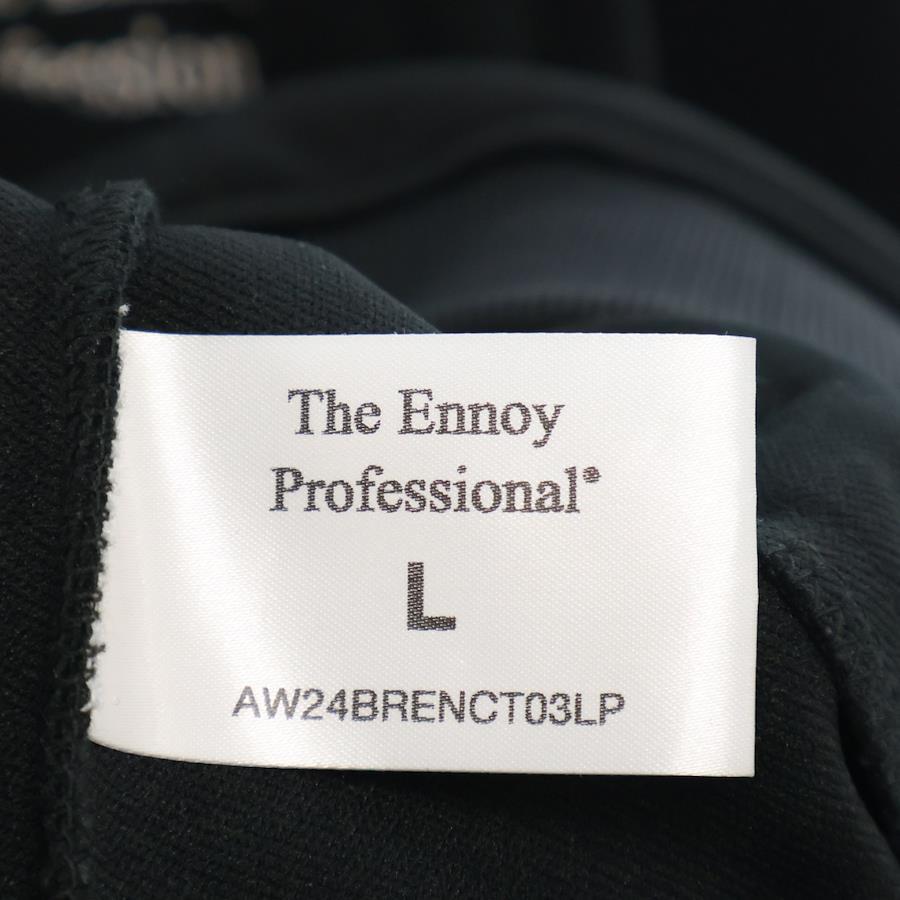 The Ennoy
Professional®
L
AW24BRENCT03LP